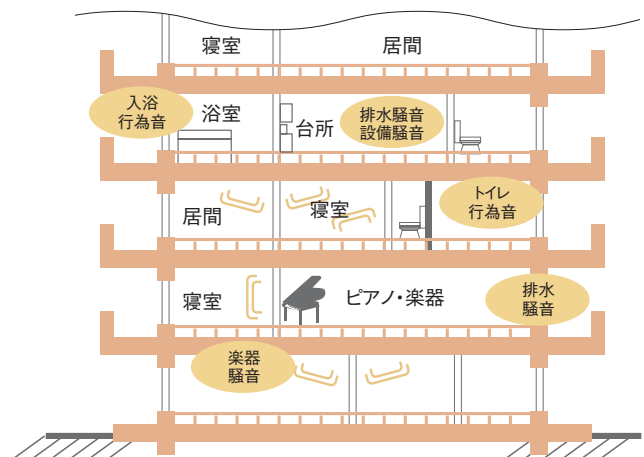 寝室
居間
入浴
行為音
浴室
台所
排水騒音
設備騒音
居間
寝室
トイレ
行為音
寝室
ピアノ・楽器
排水
騒音
楽器
騒音